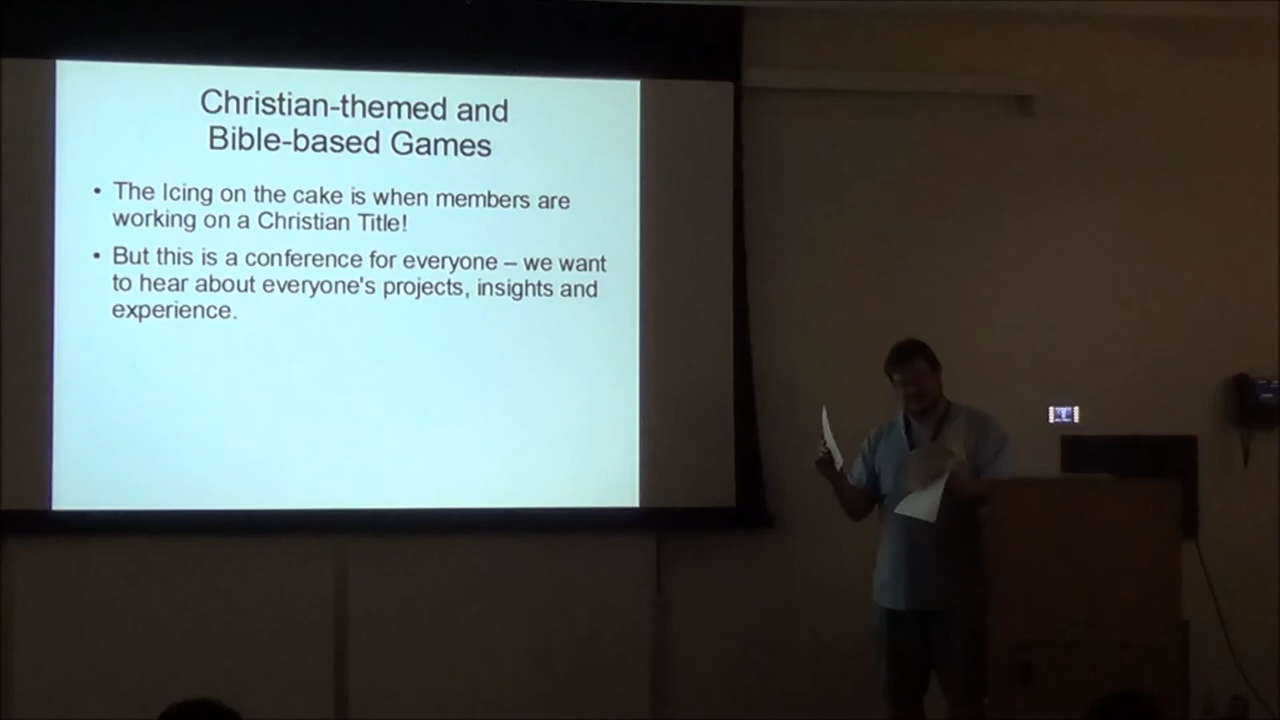 Christian-themed and
Bible-based Games
• The Icing on the cake is when members are
working on a Christian Title!
• But this is a conference for everyone – we want
to hear about everyone's projects, insights and
experience.